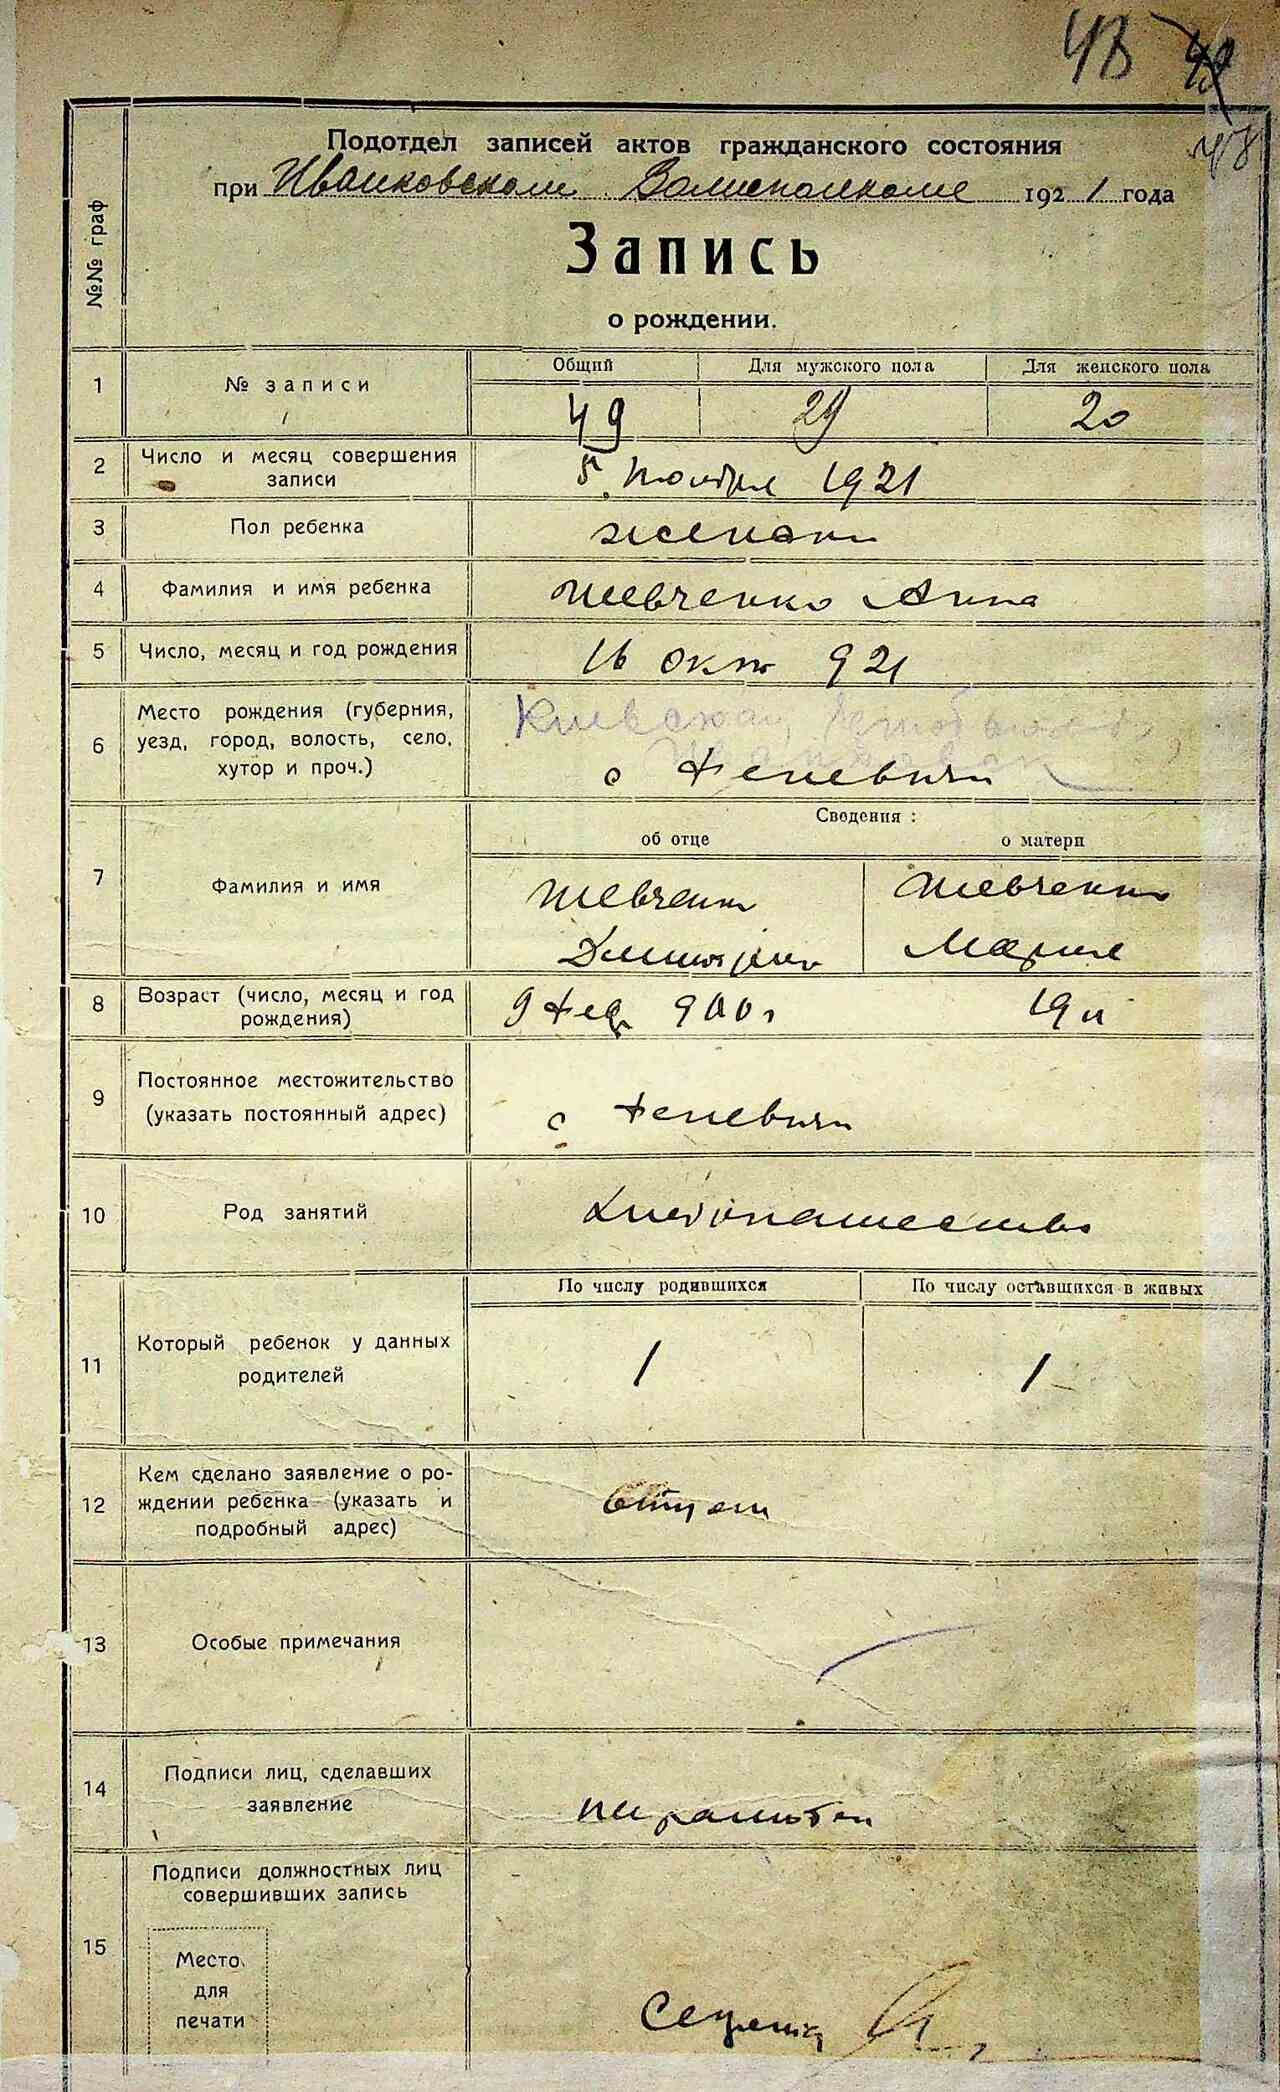 48
48
Подотдел записей актов гражданского состояния
при Иванковском Волисполкоме 1921 года
Запись
о рождении.
№№ граф
1 № записи Общий Для мужского пола Для женского пола
49 29 20
2 Число и месяц совершения записи 5 ноября 1921
3 Пол ребенка женск
4 Фамилия и имя ребенка Шевченко Анна
5 Число, месяц и год рождения 16 окт 921
6 Место рождения (губерния, уезд, город, волость, село, хутор и проч.) Киевская,
с Феневичи
Сведения:
об отце о матери
7 Фамилия и имя Шевченко Шевченко
Дмитрий Мария
8 Возраст (число, месяц и год рождения) 9 фев 900 г 19 л
9 Постоянное местожительство (указать постоянный адрес) с Феневичи
10 Род занятий хлебопашество
По числу родившихся По числу оставшихся в живых
11 Который ребенок у данных родителей 1 1
12 Кем сделано заявление о рождении ребенка (указать и подробный адрес) отцем
13 Особые примечания
14 Подписи лиц, сделавших заявление неграмотен
15 Подписи должностных лиц совершивших запись
Место
для
печати